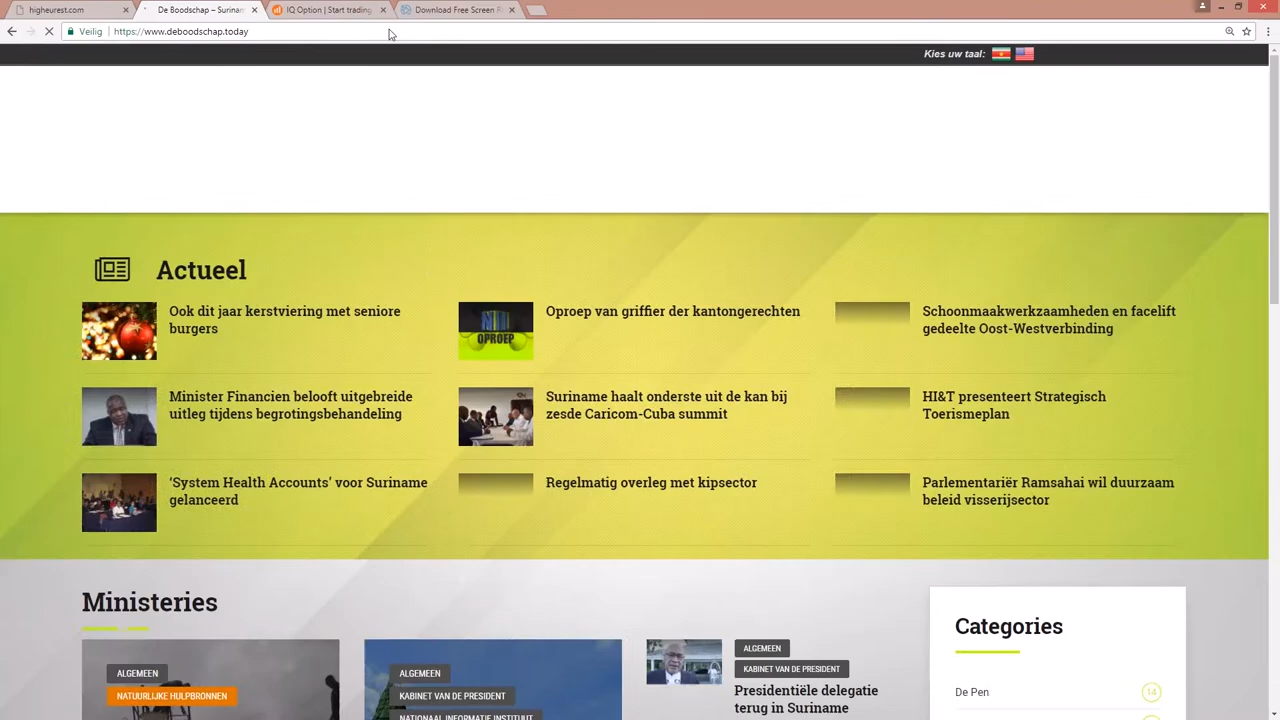 higheurest.com
De Boodschap – Surinam
IQ Option | Start trading
Download Free Screen R
Veilig
https://www.deboodschap.today
Kies uw taal:
Actueel
Ook dit jaar kerstviering met seniore
burgers
Oproep van griffier der kantongerechten
Schoonmaakwerkzaamheden en facelift
gedeelte Oost-Westverbinding
OPROEP
Minister Financien belooft uitgebreide
uitleg tijdens begrotingsbehandeling
Suriname haalt onderste uit de kan bij
zesde Caricom-Cuba summit
HI&T presenteert Strategisch
Toerismeplan
‘System Health Accounts’ voor Suriname
gelanceerd
Regelmatig overleg met kipsector
Parlementariër Ramsahai wil duurzaam
beleid visserijsector
Ministeries
Categories
ALGEMEEN
NATUURLIJKE HULPBRONNEN
ALGEMEEN
KABINET VAN DE PRESIDENT
NATIONAAL INFORMATIE INSTITUUT
ALGEMEEN
KABINET VAN DE PRESIDENT
Presidentiële delegatie
terug in Suriname
De Pen
14